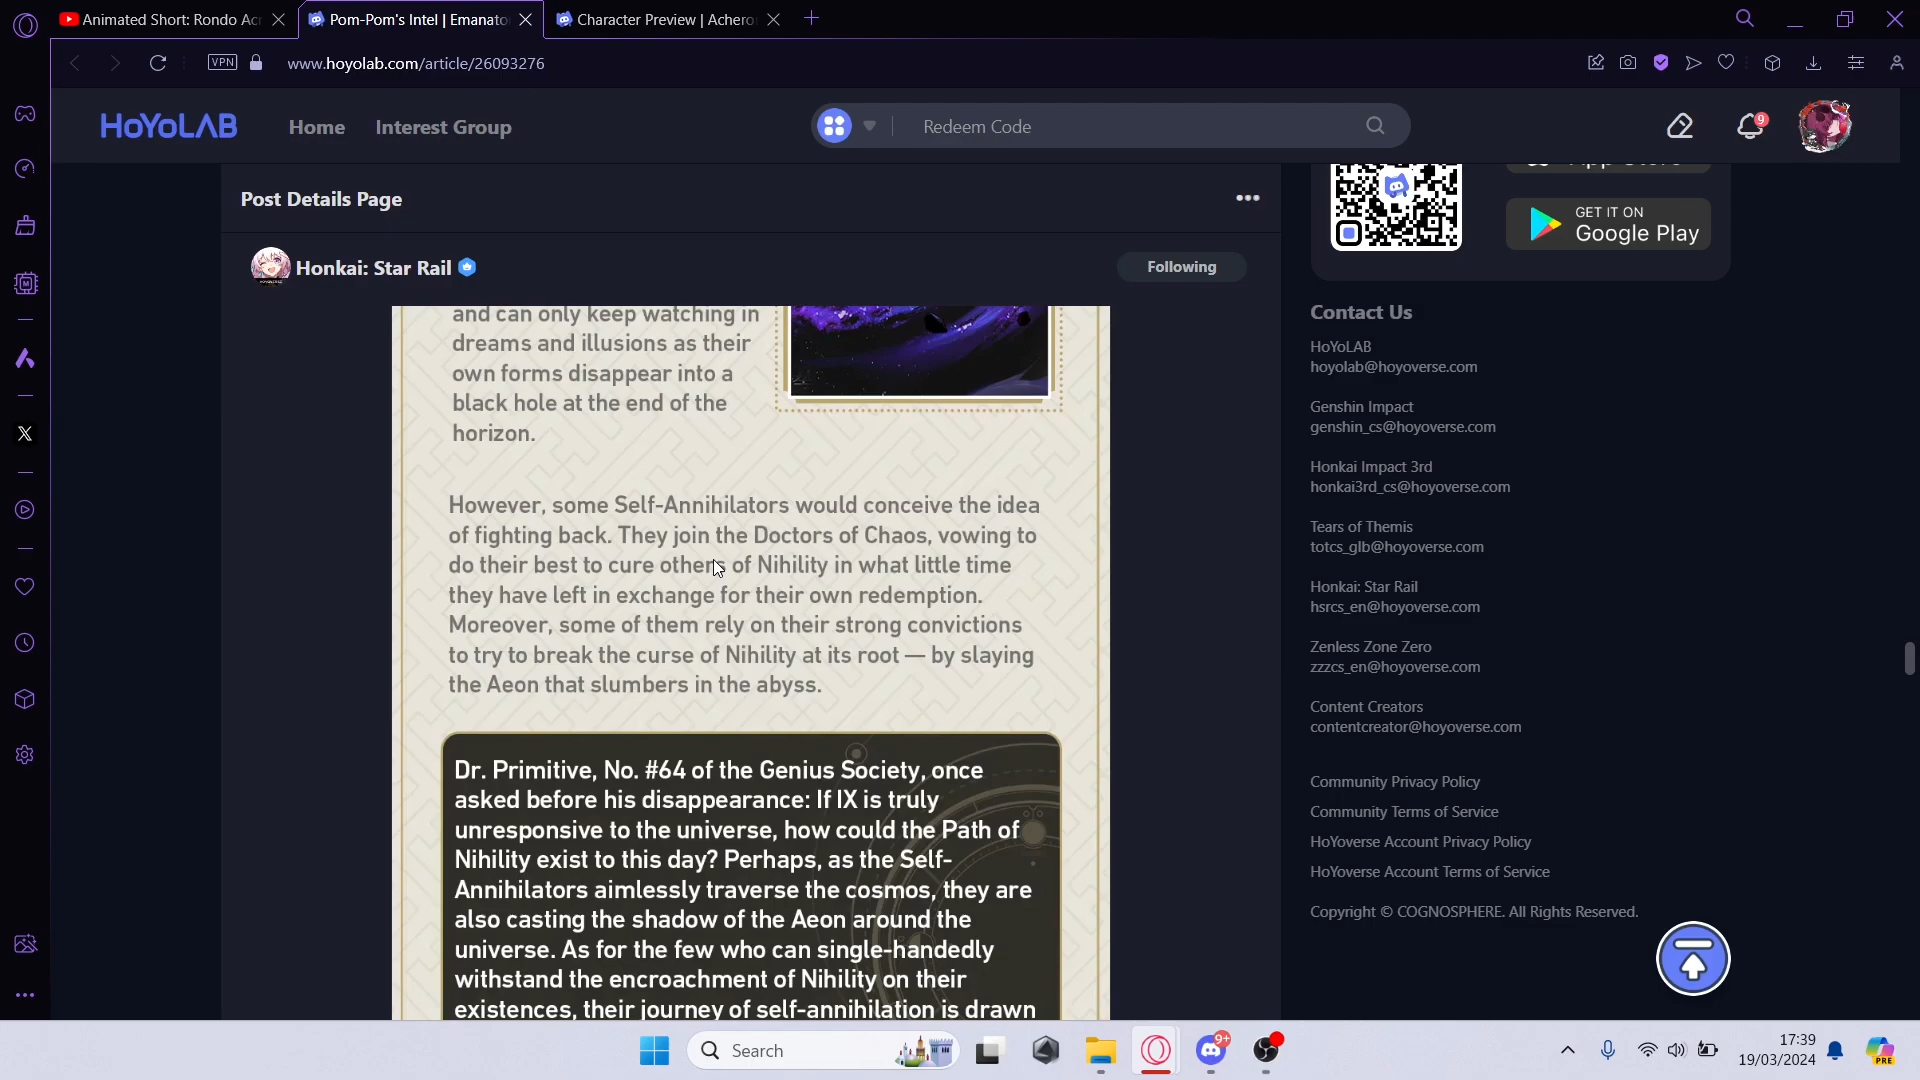 Animated Short: Rondo Ac
Pom-Pom's Intel | Emanato
Character Preview | Achero
VPN
www.hoyolab.com/article/26093276
HoYoLAB
Home
Interest Group
Redeem Code
9
Post Details Page
GET IT ON
Google Play
Honkai: Star Rail
Following
and can only keep watching in
dreams and illusions as their
own forms disappear into a
black hole at the end of the
horizon.
However, some Self-Annihilators would conceive the idea
of fighting back. They join the Doctors of Chaos, vowing to
do their best to cure others of Nihility in what little time
they have left in exchange for their own redemption.
Moreover, some of them rely on their strong convictions
to try to break the curse of Nihility at its root — by slaying
the Aeon that slumbers in the abyss.
Dr. Primitive, No. #64 of the Genius Society, once
asked before his disappearance: If IX is truly
unresponsive to the universe, how could the Path of
Nihility exist to this day? Perhaps, as the Self-
Annihilators aimlessly traverse the cosmos, they are
also casting the shadow of the Aeon around the
universe. As for the few who can single-handedly
withstand the encroachment of Nihility on their
existences, their journey of self-annihilation is drawn
Contact Us
HoYoLAB
hoyolab@hoyoverse.com
Genshin Impact
genshin_cs@hoyoverse.com
Honkai Impact 3rd
honkai3rd_cs@hoyoverse.com
Tears of Themis
totcs_glb@hoyoverse.com
Honkai: Star Rail
hsrcs_en@hoyoverse.com
Zenless Zone Zero
zzzcs_en@hoyoverse.com
Content Creators
contentcreator@hoyoverse.com
Community Privacy Policy
Community Terms of Service
HoYoverse Account Privacy Policy
HoYoverse Account Terms of Service
Copyright © COGNOSPHERE. All Rights Reserved.
Search
9+
17:39
19/03/2024
PRE